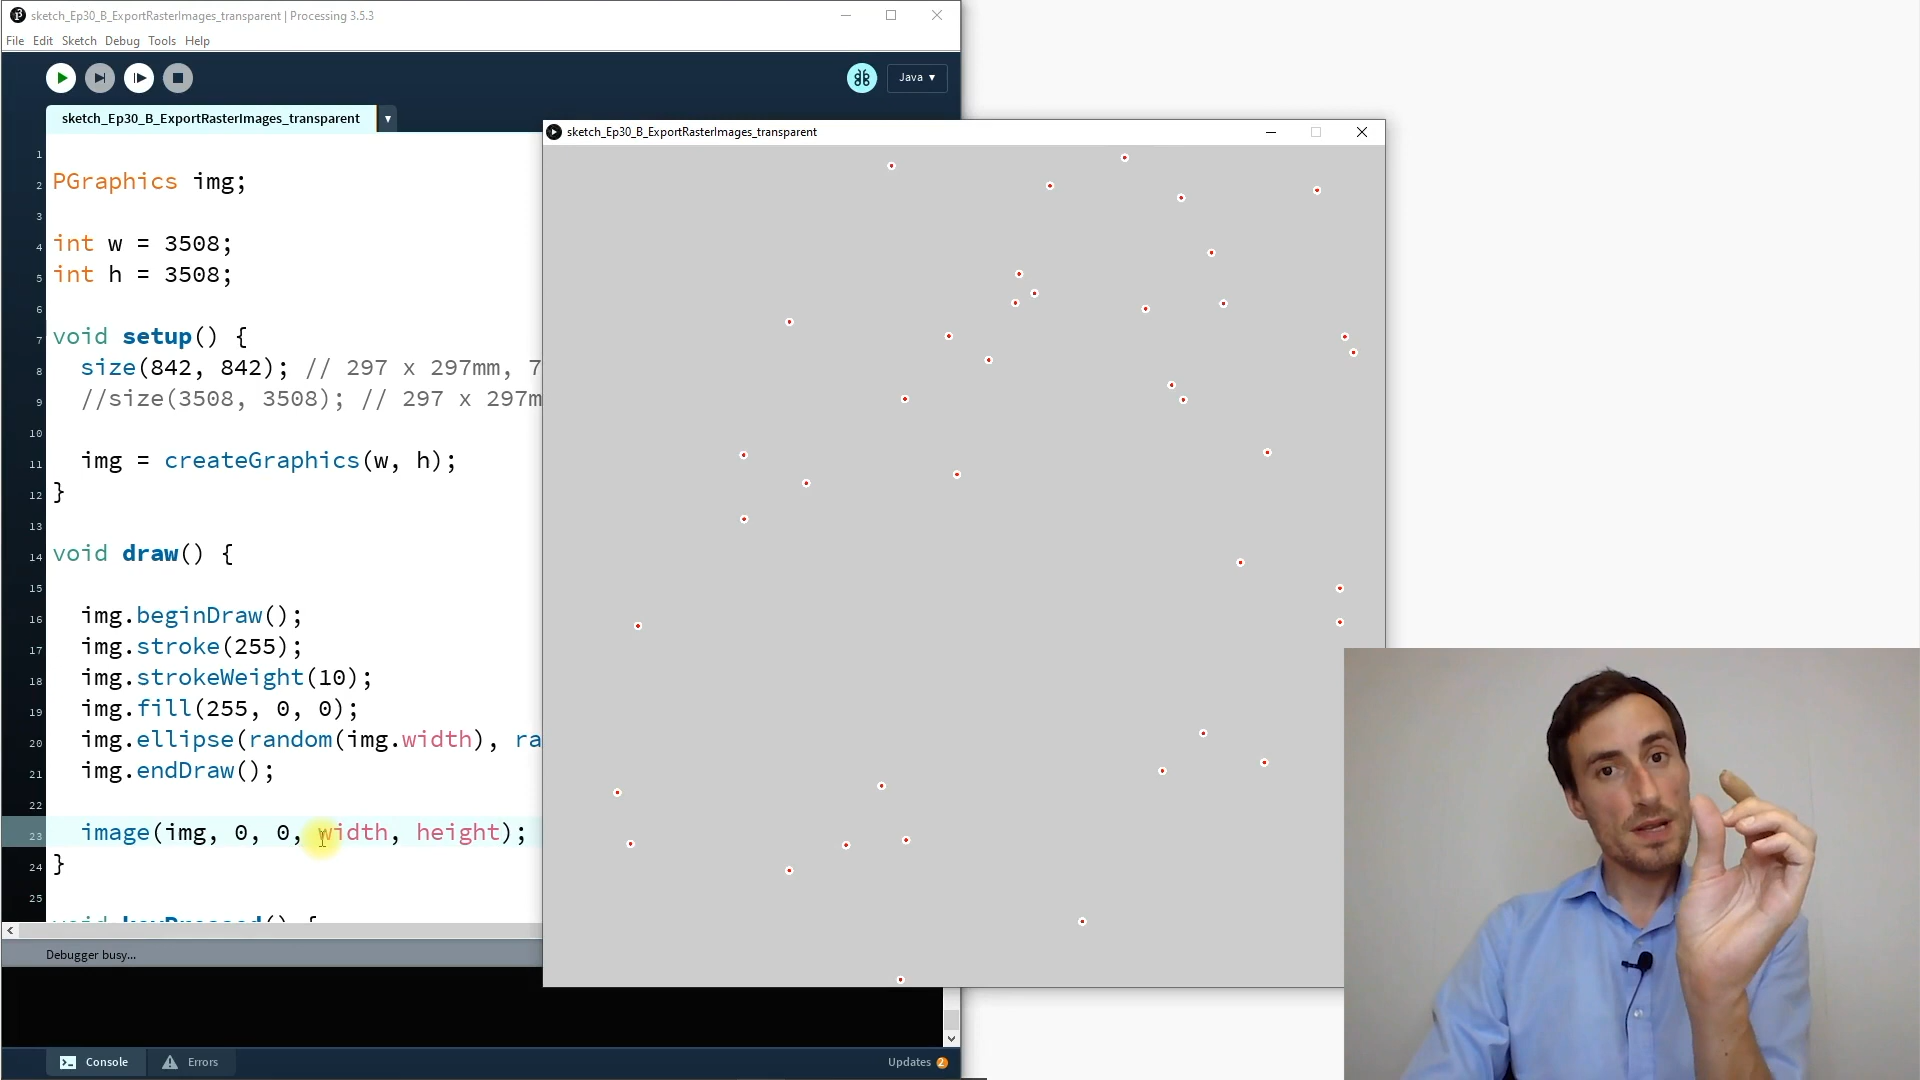 sketch_Ep30_B_ExportRasterImages_transparent | Processing 3.5.3
File Edit Sketch Debug Tools Help
Java ▾
sketch_Ep30_B_ExportRasterImages_transparent ▾
sketch_Ep30_B_ExportRasterImages_transparent
1
2 PGraphics img;
3
4 int w = 3508;
5 int h = 3508;
6
7 void setup() {
8 size(842, 842); // 297 x 297mm, 7
9 //size(3508, 3508); // 297 x 297m
10
11 img = createGraphics(w, h);
12 }
13
14 void draw() {
15
16 img.beginDraw();
17 img.stroke(255);
18 img.strokeWeight(10);
19 img.fill(255, 0, 0);
20 img.ellipse(random(img.width), ra
21 img.endDraw();
22
23 image(img, 0, 0, width, height);
24 }
25
void keyPressed() {
Debugger busy...
Console Errors Updates 2